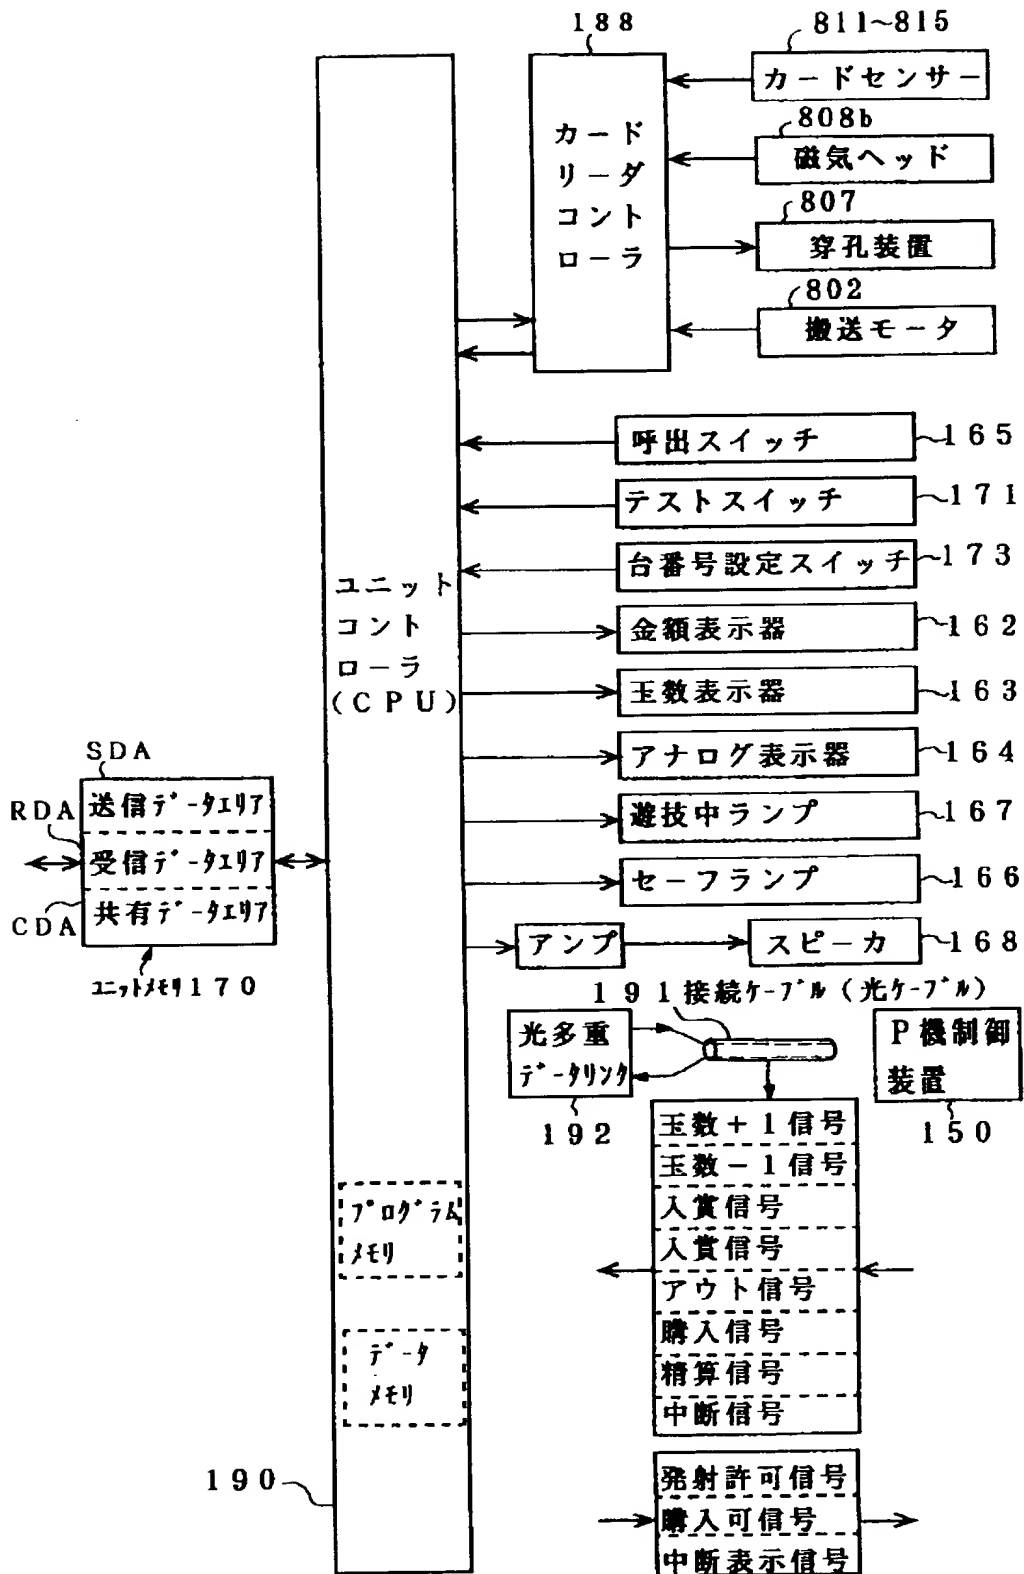 188
811~815
カードリーダコントローラ
カードセンサー
808b
磁気ヘッド
807
穿孔装置
802
搬送モータ
呼出スイッチ
165
テストスイッチ
171
台番号設定スイッチ
173
ユニット
コント
ローラ
(CPU)
金額表示器
162
玉数表示器
163
アナログ表示器
164
遊技中ランプ
167
セーフランプ
166
アンプ
スピーカ
168
SDA
送信データエリア
RDA
受信データエリア
CDA
共有データエリア
ユニットメモリ170
191接続ケーブル(光ケーブル)
光多重
データリンク
192
P機制御
装置
150
玉数+1信号
玉数-1信号
入賞信号
入賞信号
アウト信号
購入信号
精算信号
中断信号
プログラム
メモリ
データ
メモリ
190
発射許可信号
購入可信号
中断表示信号